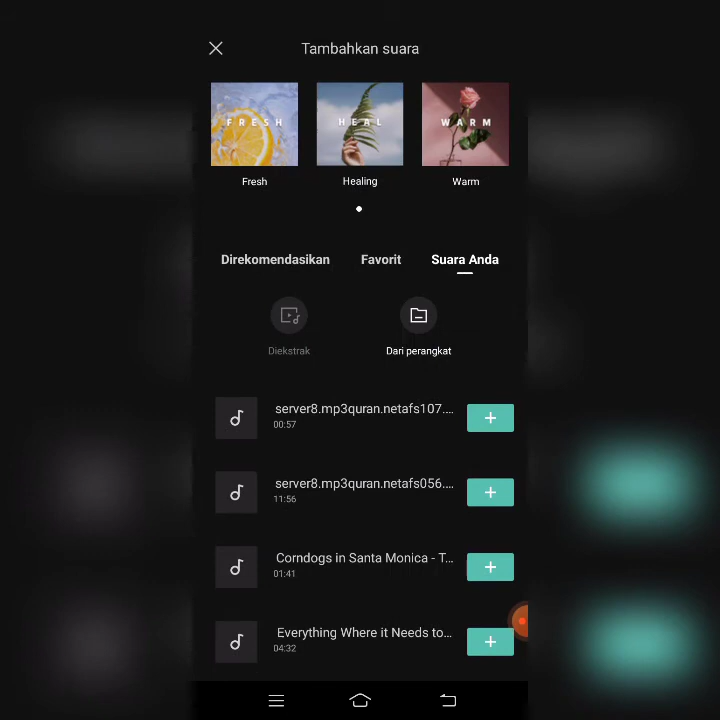 Tambahkan suara
FRESH
HEAL
WARM
Fresh
Healing
Warm
Direkomendasikan
Favorit
Suara Anda
Diekstrak
Dari perangkat
server8.mp3quran.netafs107....
00:57
server8.mp3quran.netafs056....
11:56
Corndogs in Santa Monica - T...
01:41
Everything Where it Needs to...
04:32